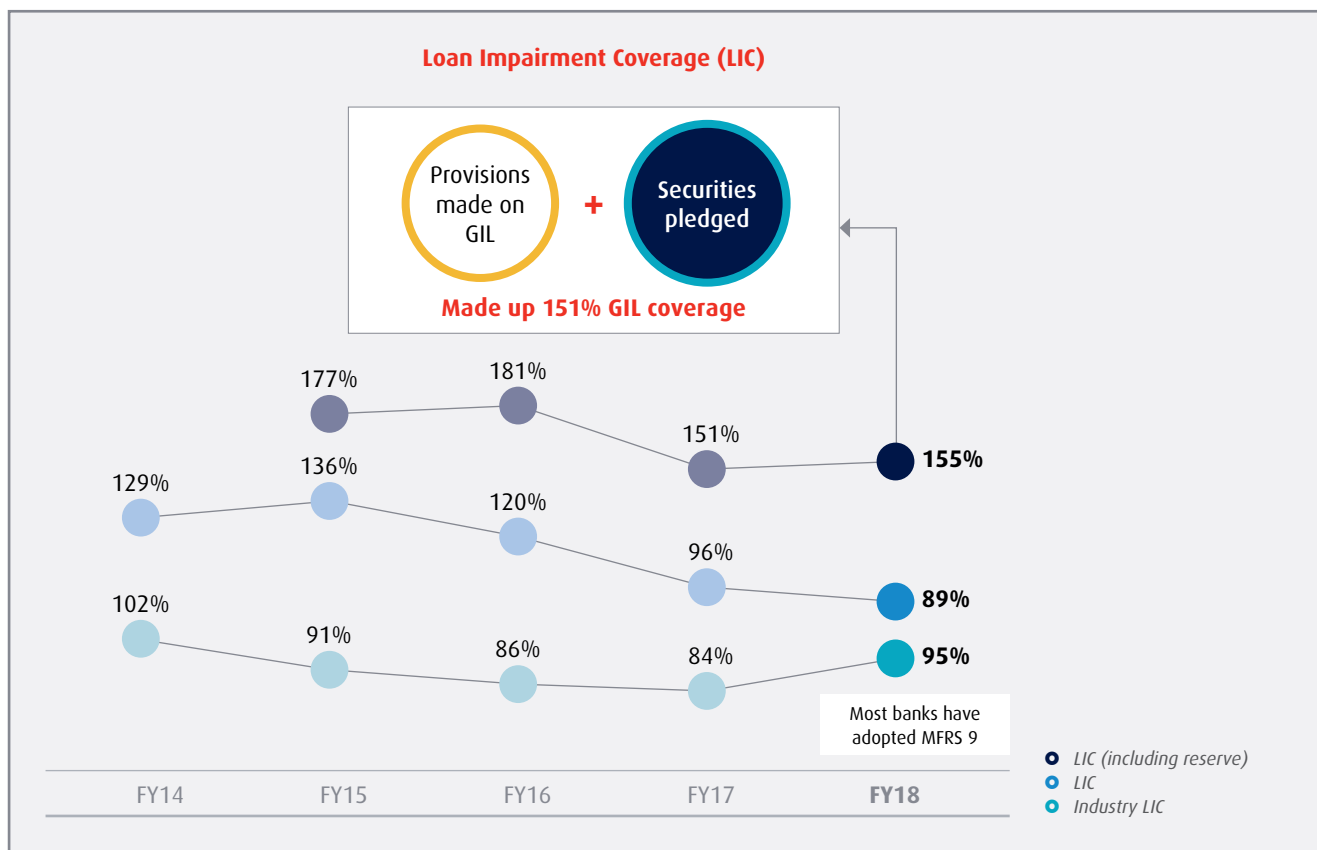 Loan Impairment Coverage (LIC)
Provisions
made on
GIL
+
Securities
pledged
Made up 151% GIL coverage
177%
181%
151%
155%
129%
136%
120%
96%
89%
102%
91%
86%
84%
95%
Most banks have
adopted MFRS 9
LIC (including reserve)
LIC
Industry LIC
FY14
FY15
FY16
FY17
FY18